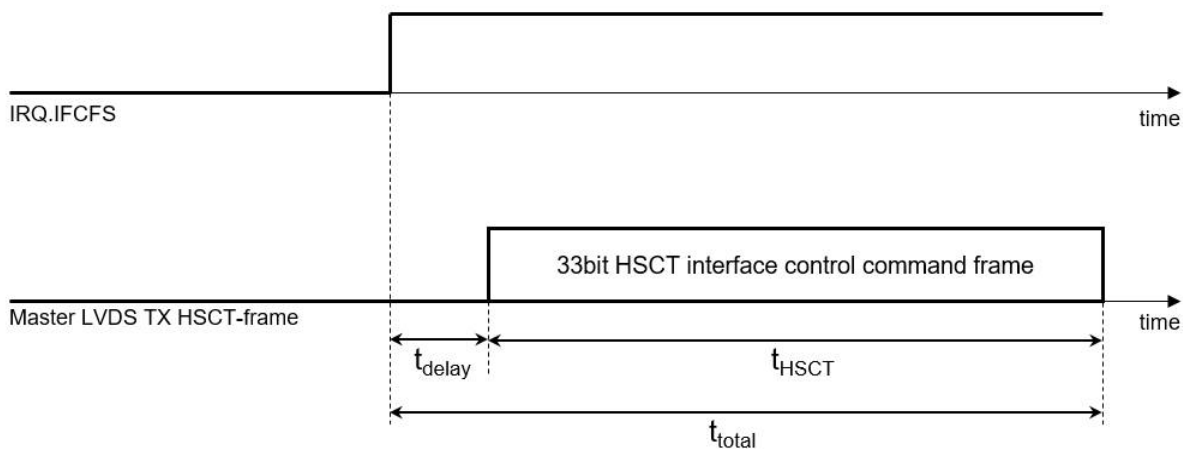 IRQ.IFCFS
time
33bit HSCT interface control command frame
Master LVDS TX HSCT-frame
time
tdelay
tHSCT
ttotal